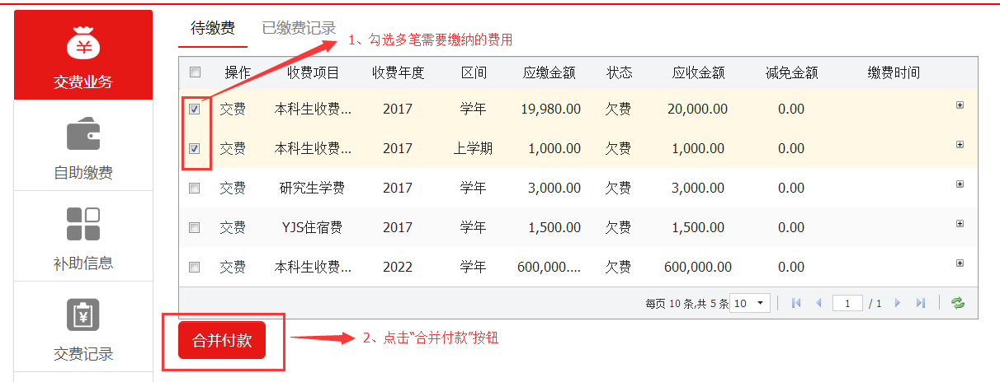 交费业务
自助缴费
补助信息
交费记录
待缴费 已缴费记录
1、勾选多笔需要缴纳的费用
操作 收费项目 收费年度 区间 应缴金额 状态 应收金额 减免金额 缴费时间
交费 本科生收费... 2017 学年 19,980.00 欠费 20,000.00 0.00
交费 本科生收费... 2017 上学期 1,000.00 欠费 1,000.00 0.00
交费 研究生学费 2017 学年 3,000.00 欠费 3,000.00 0.00
交费 YJS住宿费 2017 学年 1,500.00 欠费 1,500.00 0.00
交费 本科生收费... 2022 学年 600,000.... 欠费 600,000.00 0.00
每页 10 条,共 5 条 10 1 / 1
合并付款
2、点击“合并付款”按钮